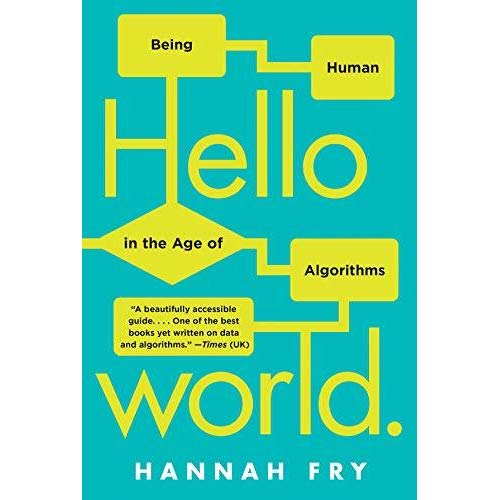 Being
Human
Hello
in the Age of
Algorithms
“A beautifully accessible
guide. . . . One of the best
books yet written on data
and algorithms.” —Times (UK)
world.
HANNAH FRY